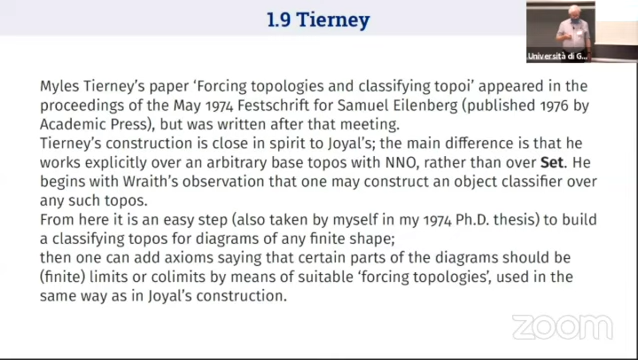 1.9 Tierney
Università di G...
Myles Tierney's paper 'Forcing topologies and classifying topoi' appeared in the
proceedings of the May 1974 Festschrift for Samuel Eilenberg (published 1976 by
Academic Press), but was written after that meeting.
Tierney's construction is close in spirit to Joyal's; the main difference is that he
works explicitly over an arbitrary base topos with NNO, rather than over Set. He
begins with Wraith's observation that one may construct an object classifier over
any such topos.
From here it is an easy step (also taken by myself in my 1974 Ph.D. thesis) to build
a classifying topos for diagrams of any finite shape;
then one can add axioms saying that certain parts of the diagrams should be
(finite) limits or colimits by means of suitable 'forcing topologies', used in the
same way as in Joyal's construction.
zoom